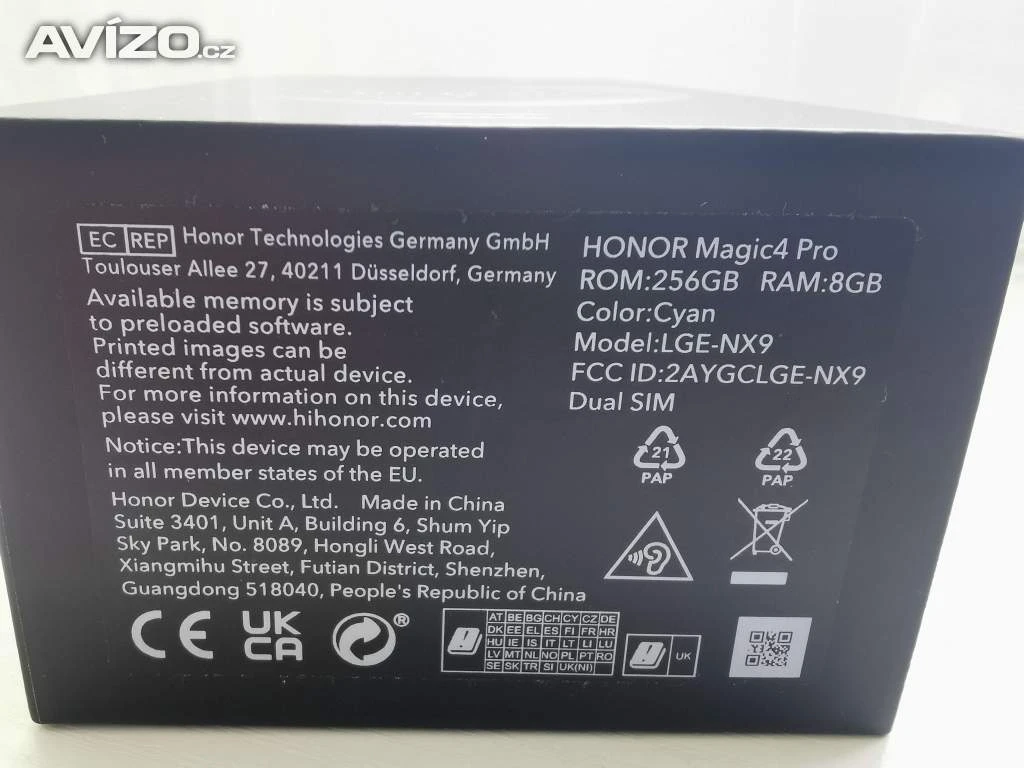 AVÍZO.cz
EC REP Honor Technologies Germany GmbH
Toulouser Allee 27, 40211 Düsseldorf, Germany
Available memory is subject
to preloaded software.
Printed images can be
different from actual device.
For more information on this device,
please visit www.hihonor.com
Notice:This device may be operated
in all member states of the EU.
Honor Device Co., Ltd. Made in China
Suite 3401, Unit A, Building 6, Shum Yip
Sky Park, No. 8089, Hongli West Road,
Xiangmihu Street, Futian District, Shenzhen,
Guangdong 518040, People's Republic of China
HONOR Magic4 Pro
ROM:256GB RAM:8GB
Color:Cyan
Model:LGE-NX9
FCC ID:2AYGCLGE-NX9
Dual SIM
21 22
PAP PAP
CE UK
CA
®
AT BE BG CH CY CZ DE
DK EE EL ES FI FR HR
HU IE IS IT LT LI LU
LV MT NL NO PL PT RO
SE SK TR SI UK(NI)
UK